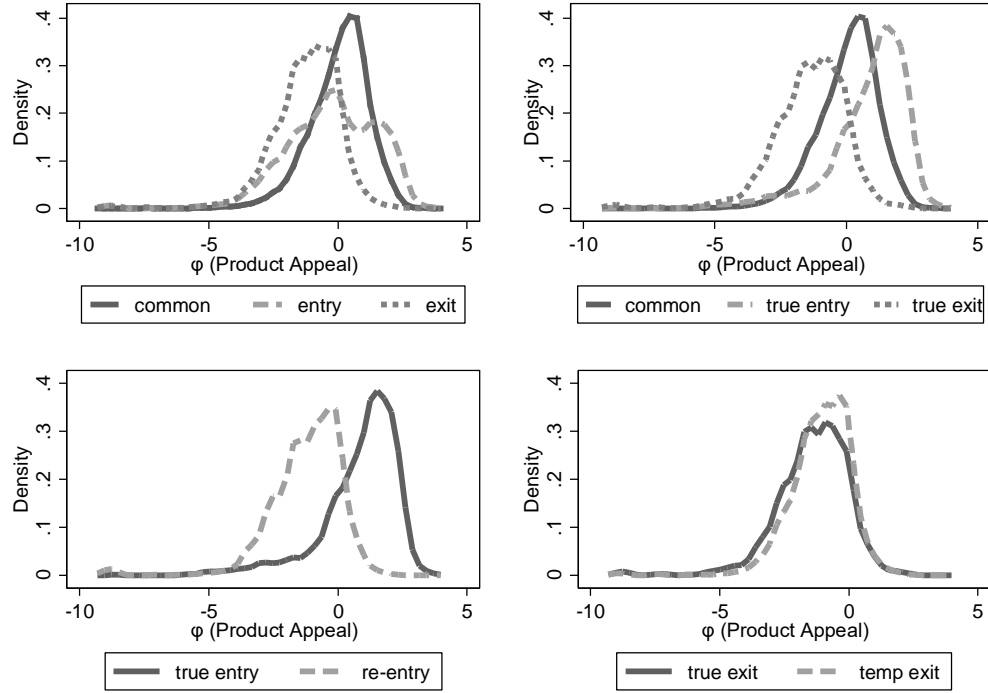 Density
0 .1 .2 .3 .4
-10 -5 0 5
φ (Product Appeal)
common entry exit
Density
0 .1 .2 .3 .4
-10 -5 0 5
φ (Product Appeal)
common true entry true exit
Density
0 .1 .2 .3 .4
-10 -5 0 5
φ (Product Appeal)
true entry re-entry
Density
0 .1 .2 .3 .4
-10 -5 0 5
φ (Product Appeal)
true exit temp exit